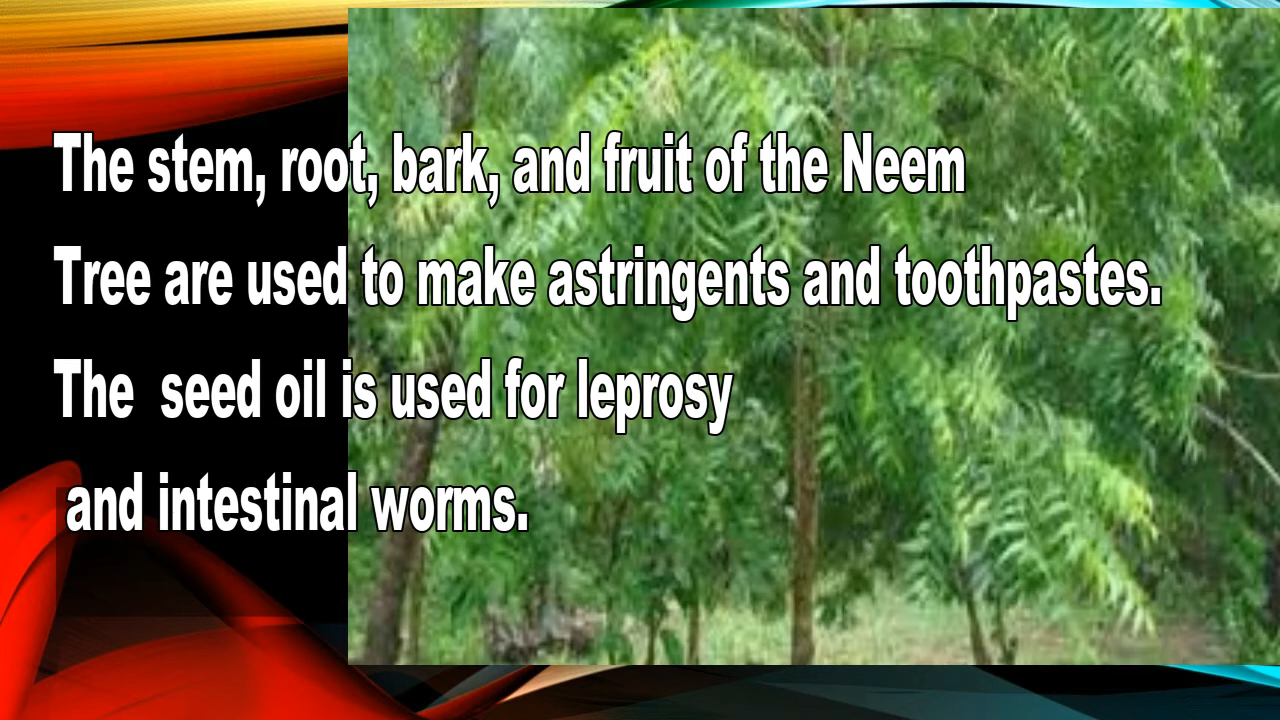 The stem, root, bark, and fruit of the Neem
Tree are used to make astringents and toothpastes.
The  seed oil is used for leprosy
and intestinal worms.